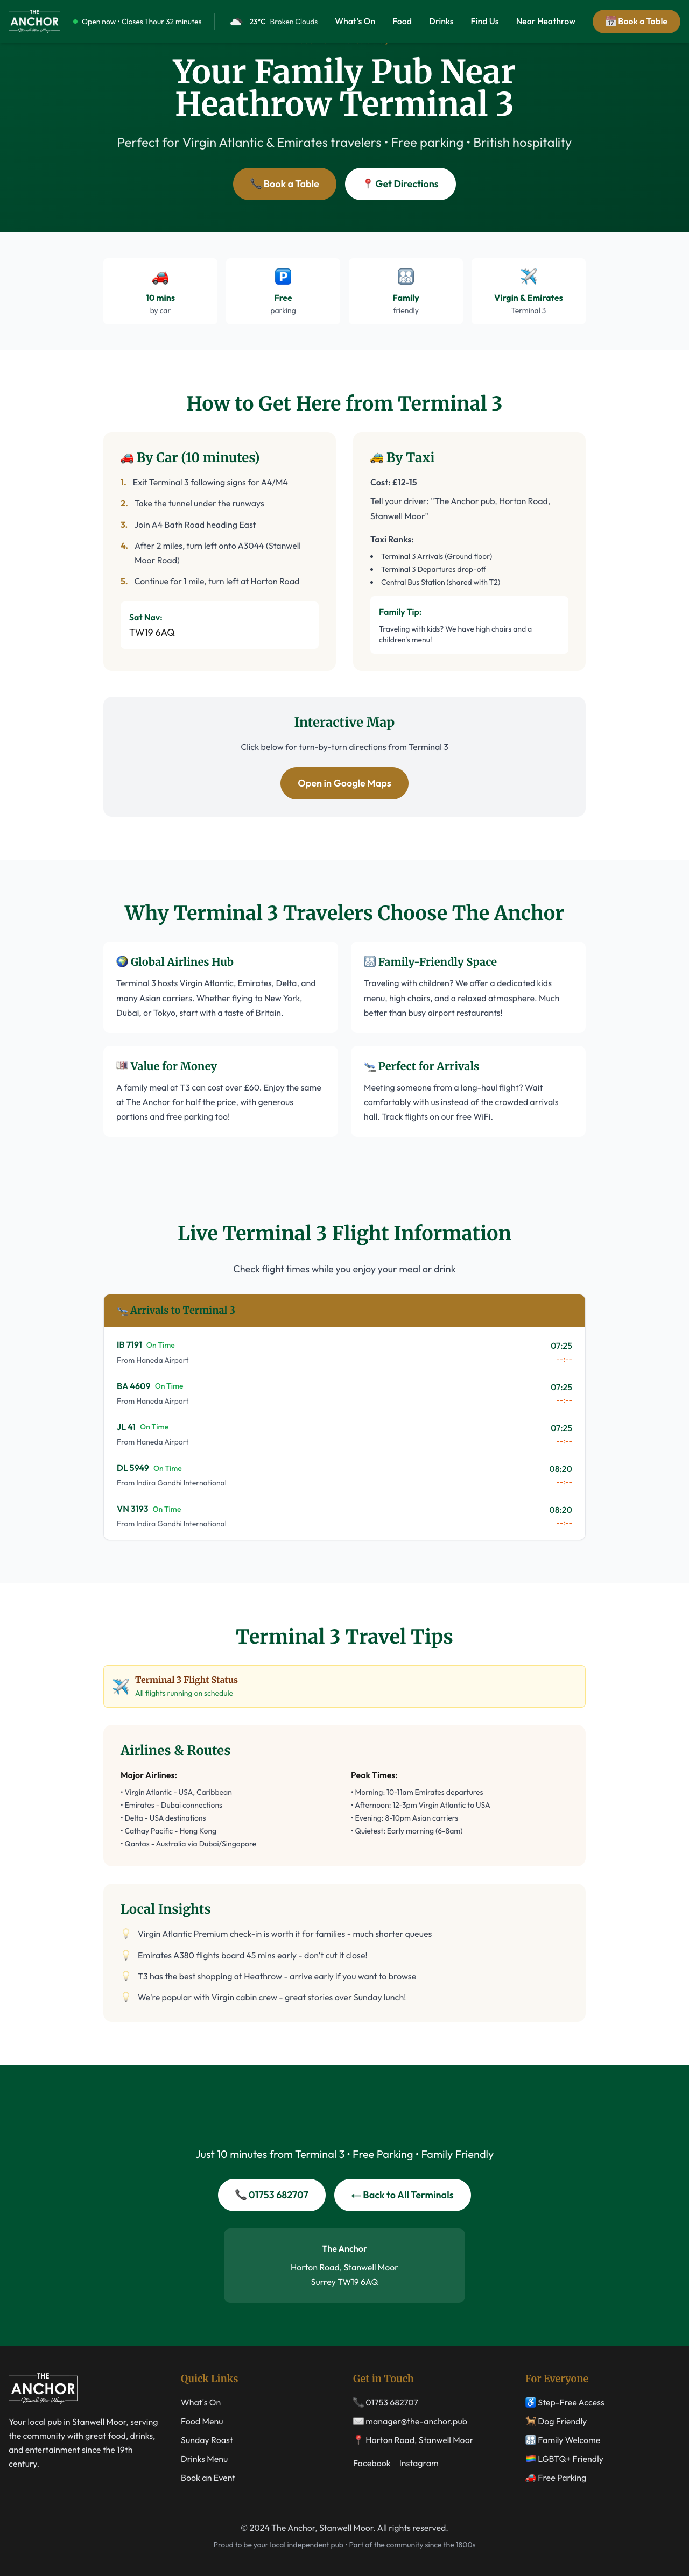 THE
ANCHOR
Stanwell Moor Village
Open now • Closes 1 hour 32 minutes
23°C Broken Clouds
What's On
Food
Drinks
Find Us
Near Heathrow
Book a Table
Your Family Pub Near
Heathrow Terminal 3
Perfect for Virgin Atlantic & Emirates travelers • Free parking • British hospitality
Book a Table
Get Directions
10 mins
by car
Free
parking
Family
friendly
Virgin & Emirates
Terminal 3
How to Get Here from Terminal 3
By Car (10 minutes)
1. Exit Terminal 3 following signs for A4/M4
2. Take the tunnel under the runways
3. Join A4 Bath Road heading East
4. After 2 miles, turn left onto A3044 (Stanwell
Moor Road)
5. Continue for 1 mile, turn left at Horton Road
Sat Nav:
TW19 6AQ
By Taxi
Cost: £12-15
Tell your driver: "The Anchor pub, Horton Road,
Stanwell Moor"
Taxi Ranks:
• Terminal 3 Arrivals (Ground floor)
• Terminal 3 Departures drop-off
• Central Bus Station (shared with T2)
Family Tip:
Traveling with kids? We have high chairs and a
children's menu!
Interactive Map
Click below for turn-by-turn directions from Terminal 3
Open in Google Maps
Why Terminal 3 Travelers Choose The Anchor
Global Airlines Hub
Terminal 3 hosts Virgin Atlantic, Emirates, Delta, and
many Asian carriers. Whether flying to New York,
Dubai, or Tokyo, start with a taste of Britain.
Family-Friendly Space
Traveling with children? We offer a dedicated kids
menu, high chairs, and a relaxed atmosphere. Much
better than busy airport restaurants!
Value for Money
A family meal at T3 can cost over £60. Enjoy the same
at The Anchor for half the price, with generous
portions and free parking too!
Perfect for Arrivals
Meeting someone from a long-haul flight? Wait
comfortably with us instead of the crowded arrivals
hall. Track flights on our free WiFi.
Live Terminal 3 Flight Information
Check flight times while you enjoy your meal or drink
Arrivals to Terminal 3
IB 7191 On Time 07:25
From Haneda Airport --:--
BA 4609 On Time 07:25
From Haneda Airport --:--
JL 41 On Time 07:25
From Haneda Airport --:--
DL 5949 On Time 08:20
From Indira Gandhi International --:--
VN 3193 On Time 08:20
From Indira Gandhi International --:--
Terminal 3 Travel Tips
Terminal 3 Flight Status
All flights running on schedule
Airlines & Routes
Major Airlines:
• Virgin Atlantic - USA, Caribbean
• Emirates - Dubai connections
• Delta - USA destinations
• Cathay Pacific - Hong Kong
• Qantas - Australia via Dubai/Singapore
Peak Times:
• Morning: 10-11am Emirates departures
• Afternoon: 12-3pm Virgin Atlantic to USA
• Evening: 8-10pm Asian carriers
• Quietest: Early morning (6-8am)
Local Insights
Virgin Atlantic Premium check-in is worth it for families - much shorter queues
Emirates A380 flights board 45 mins early - don't cut it close!
T3 has the best shopping at Heathrow - arrive early if you want to browse
We're popular with Virgin cabin crew - great stories over Sunday lunch!
Just 10 minutes from Terminal 3 • Free Parking • Family Friendly
01753 682707
← Back to All Terminals
The Anchor
Horton Road, Stanwell Moor
Surrey TW19 6AQ
THE
ANCHOR
Stanwell Moor Village
Your local pub in Stanwell Moor, serving
the community with great food, drinks,
and entertainment since the 19th
century.
Quick Links
What's On
Food Menu
Sunday Roast
Drinks Menu
Book an Event
Get in Touch
01753 682707
manager@the-anchor.pub
Horton Road, Stanwell Moor
Facebook Instagram
For Everyone
Step-Free Access
Dog Friendly
Family Welcome
LGBTQ+ Friendly
Free Parking
© 2024 The Anchor, Stanwell Moor. All rights reserved.
Proud to be your local independent pub • Part of the community since the 1800s